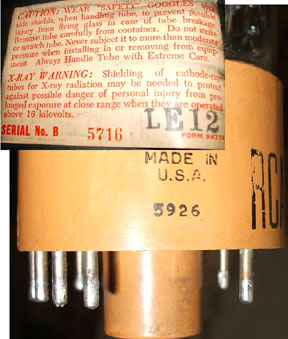 CAUTION: WEAR "SAFETY" GOGGLES with
side shields, when handling tube, to prevent possible
injury from flying glass in case of tube breakage.
Remove tube carefully from container. Do not strike
or scratch tube. Never subject it to more than moderate
pressure when installing in or removing from equip-
ment. Always Handle Tube with Extreme Care.
X-RAY WARNING: Shielding of cathode-ray
tubes for X-ray radiation may be needed to protect
against possible danger of personal injury from pro-
longed exposure at close range when they are operated
above 16 kilovolts.
SERIAL No. B 5716 LE12
FORM
MADE IN
U.S.A.
5926
RCA